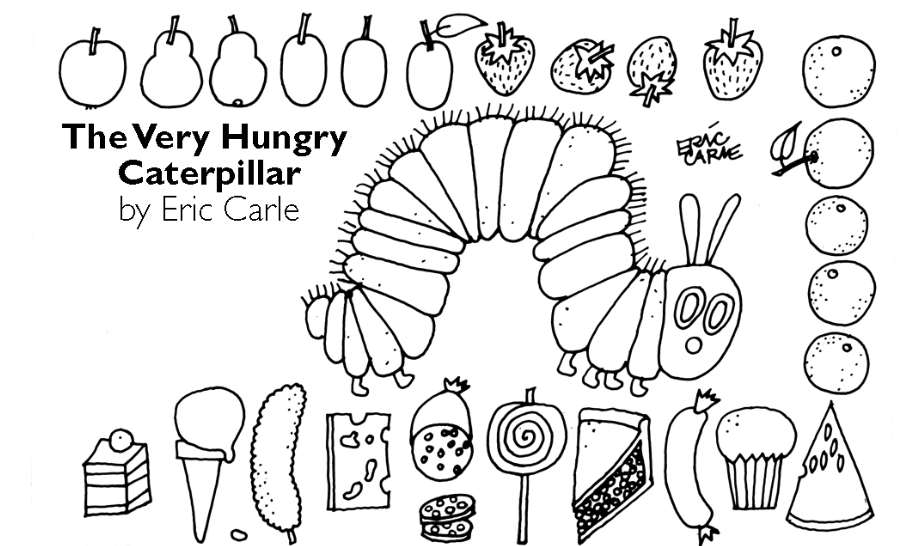 The Very Hungry
Caterpillar
by Eric Carle
ERIC
CARLE